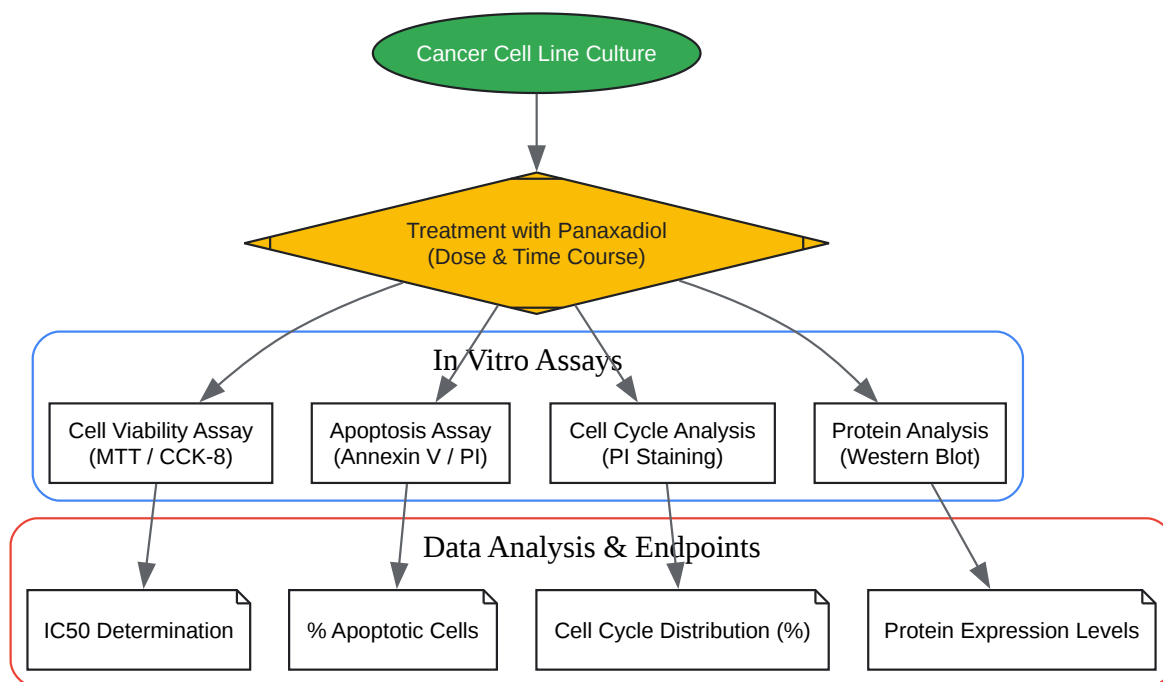 Cancer Cell Line Culture
Treatment with Panaxadiol
(Dose & Time Course)
In Vitro Assays
Cell Viability Assay
(MTT / CCK-8)
Apoptosis Assay
(Annexin V / PI)
Cell Cycle Analysis
(PI Staining)
Protein Analysis
(Western Blot)
Data Analysis & Endpoints
IC50 Determination
% Apoptotic Cells
Cell Cycle Distribution (%)
Protein Expression Levels